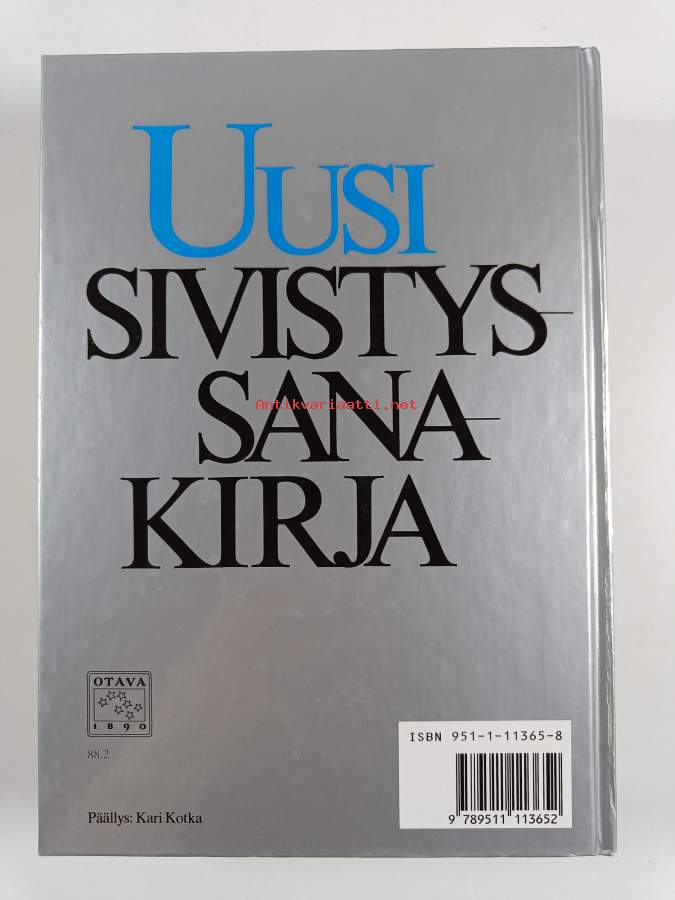 UUSI
SIVISTYS-
SANA-
Antikvariaatti.net
KIRJA
OTAVA
1890
88.2
ISBN 951-1-11365-8
9 789511 113652
Päällys: Kari Kotka